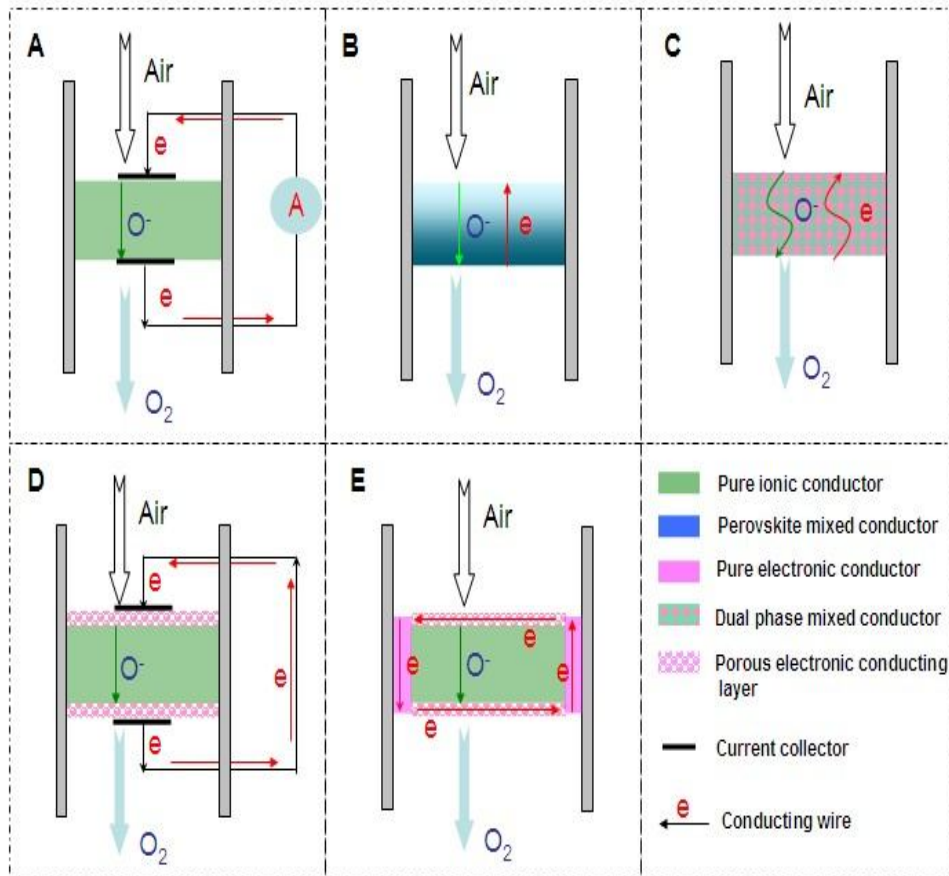 A
Air
e
A
O-
e
O2
B
Air
O-
e
O2
C
Air
O-
e
O2
D
Air
e
O-
e
e
O2
E
Air
e
O-
e
e
e
O2
Pure ionic conductor
Perovskite mixed conductor
Pure electronic conductor
Dual phase mixed conductor
Porous electronic conducting
layer
Current collector
e
Conducting wire